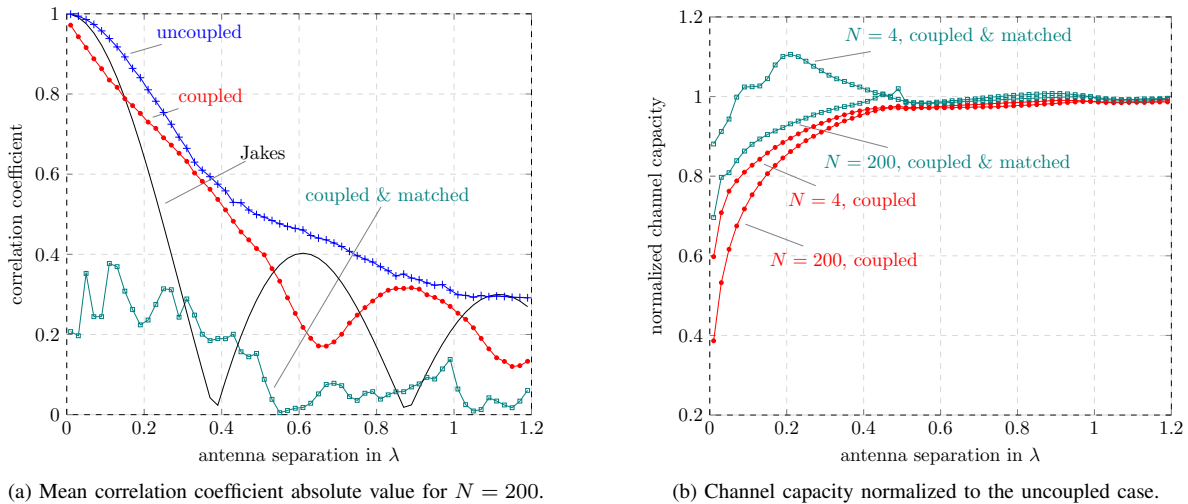 1
0.8
0.6
0.4
0.2
0
0
0.2
0.4
0.6
0.8
1
1.2
correlation coefficient
antenna separation in λ
uncoupled
coupled
Jakes
coupled & matched
(a) Mean correlation coefficient absolute value for N = 200.
1.2
1
0.8
0.6
0.4
0.2
0
0.2
0.4
0.6
0.8
1
1.2
normalized channel capacity
antenna separation in λ
N = 4, coupled & matched
N = 200, coupled & matched
N = 4, coupled
N = 200, coupled
(b) Channel capacity normalized to the uncoupled case.